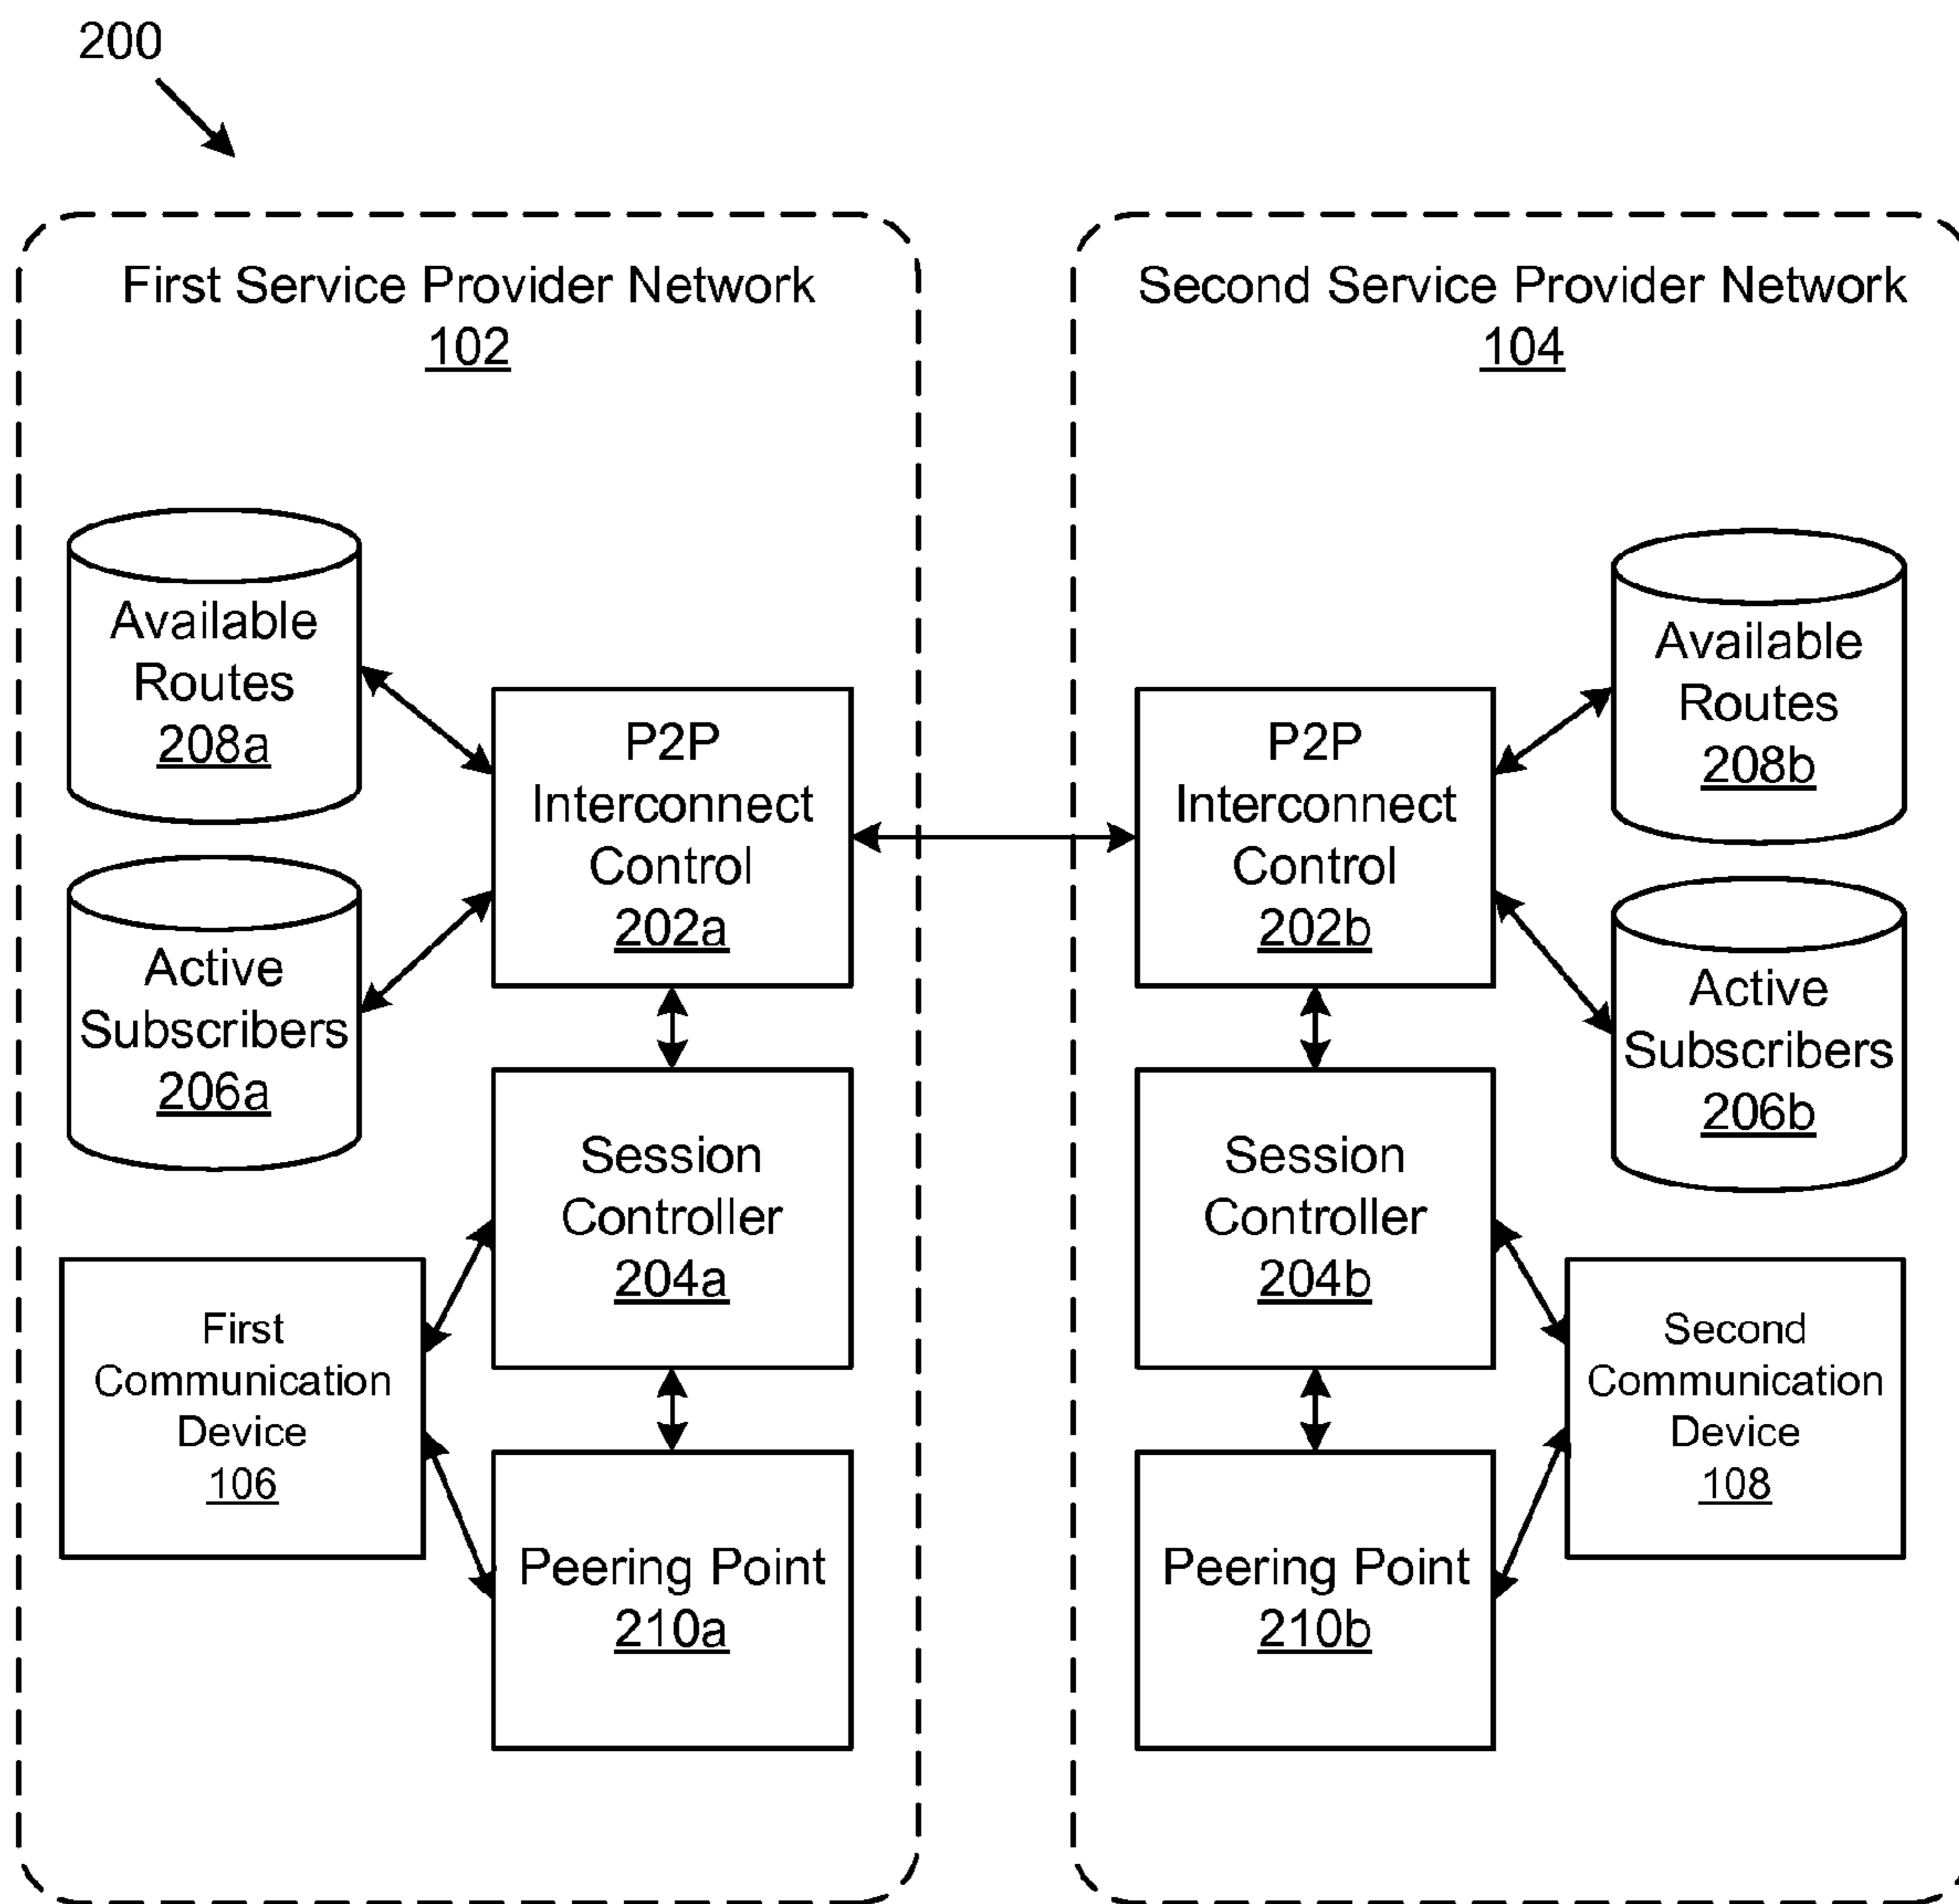 200
First Service Provider Network
102
Available
Routes
208a
P2P
Interconnect
Control
202a
Active
Subscribers
206a
Session
Controller
204a
First
Communication
Device
106
Peering Point
210a
Second Service Provider Network
104
P2P
Interconnect
Control
202b
Available
Routes
208b
Active
Subscribers
206b
Session
Controller
204b
Second
Communication
Device
108
Peering Point
210b